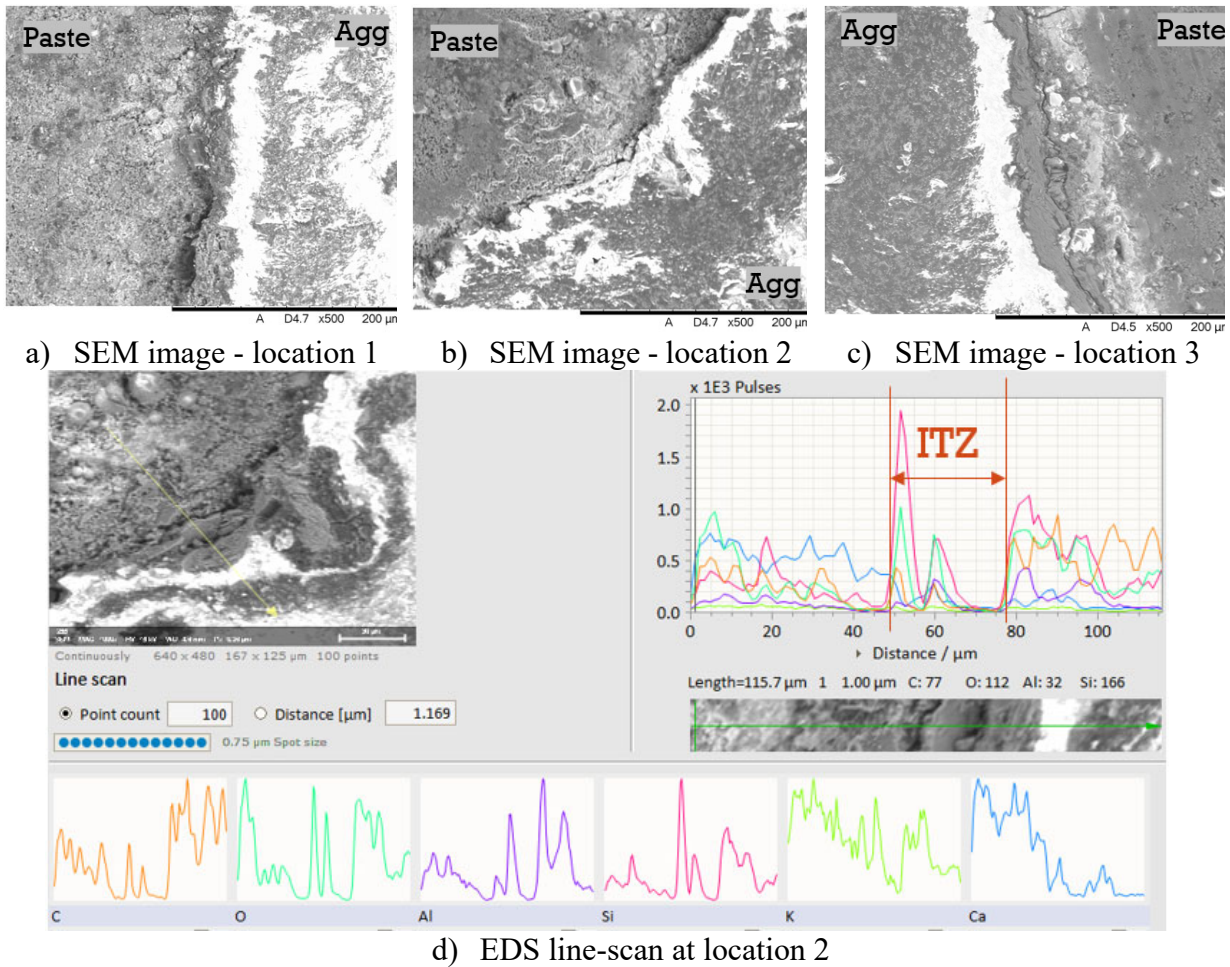 Paste
Agg
A D4.7 x500 200 µm
a) SEM image - location 1
Paste
Agg
A D4.7 x500 200 µm
b) SEM image - location 2
Agg
Paste
A D4.5 x500 200 µm
c) SEM image - location 3
Continuously 640 x 480 167 x 125 µm 100 points
Line scan
Point count 100 Distance [µm] 1.169
0.75 µm Spot size
x 1E3 Pulses
2.0
1.5
1.0
0.5
0.0
ITZ
0 20 40 60 80 100
Distance / µm
Length=115.7 µm 1 1.00 µm C: 77 O: 112 Al: 32 Si: 166
C O Al Si K Ca
d) EDS line-scan at location 2